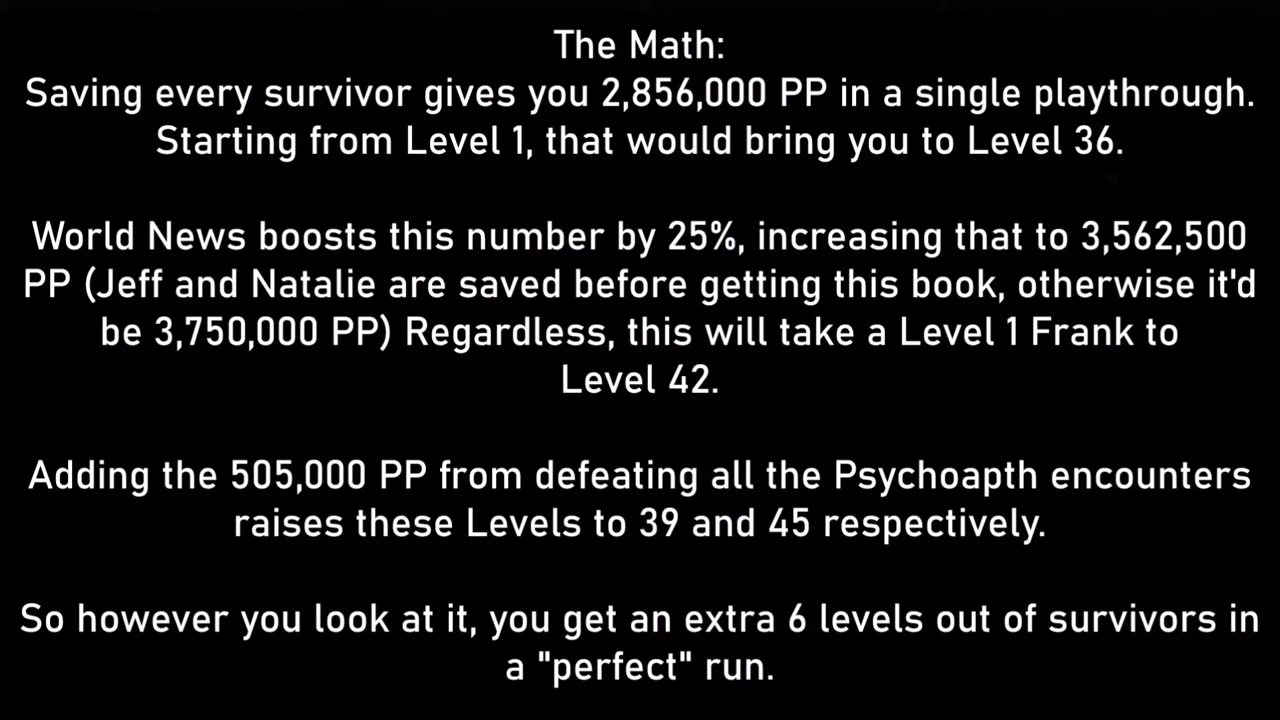 The Math:
Saving every survivor gives you 2,856,000 PP in a single playthrough.
Starting from Level 1, that would bring you to Level 36.
World News boosts this number by 25%, increasing that to 3,562,500
PP (Jeff and Natalie are saved before getting this book, otherwise it'd
be 3,750,000 PP) Regardless, this will take a Level 1 Frank to
Level 42.
Adding the 505,000 PP from defeating all the Psychoapth encounters
raises these Levels to 39 and 45 respectively.
So however you look at it, you get an extra 6 levels out of survivors in
a "perfect" run.